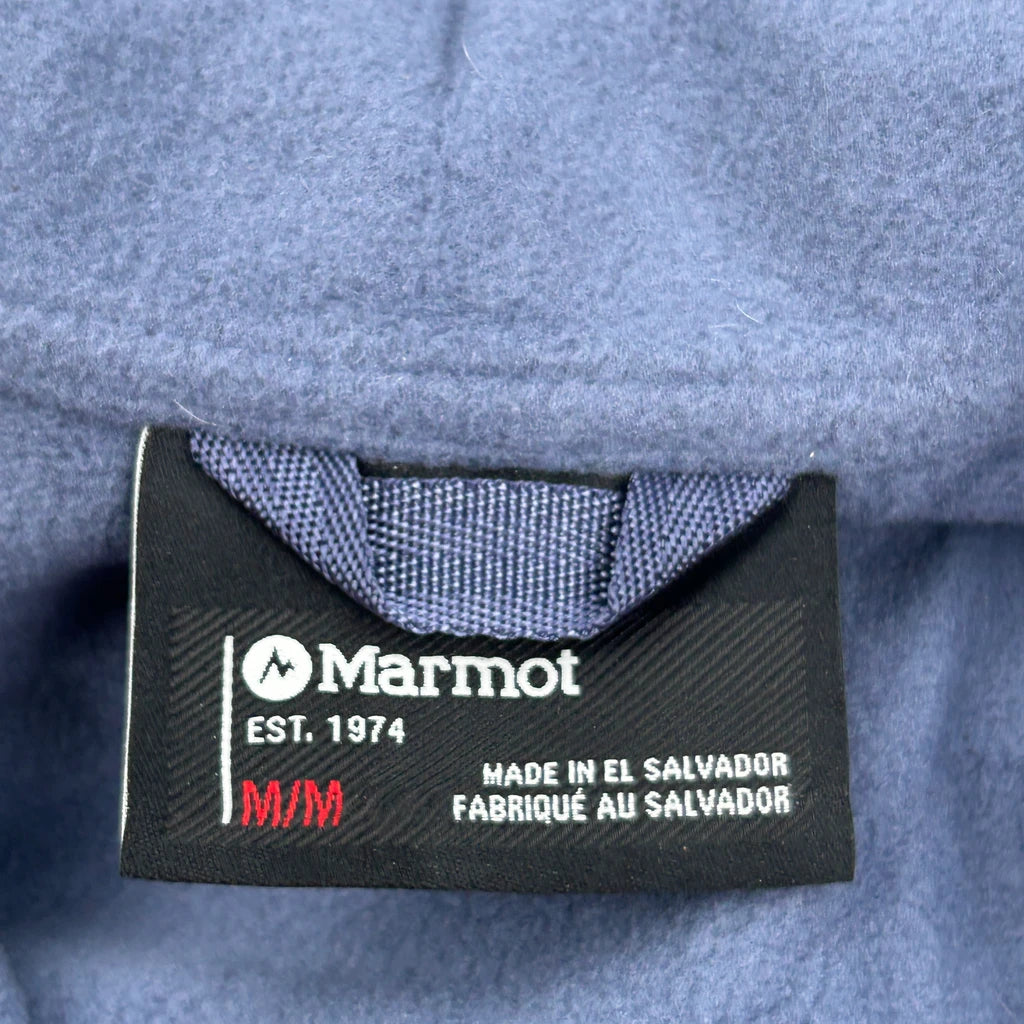 Marmot
EST. 1974
M/M
MADE IN EL SALVADOR
FABRIQUÉ AU SALVADOR